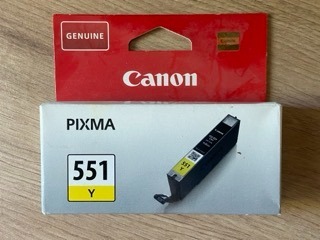 GENUINE
Canon
PIXMA
551
Y